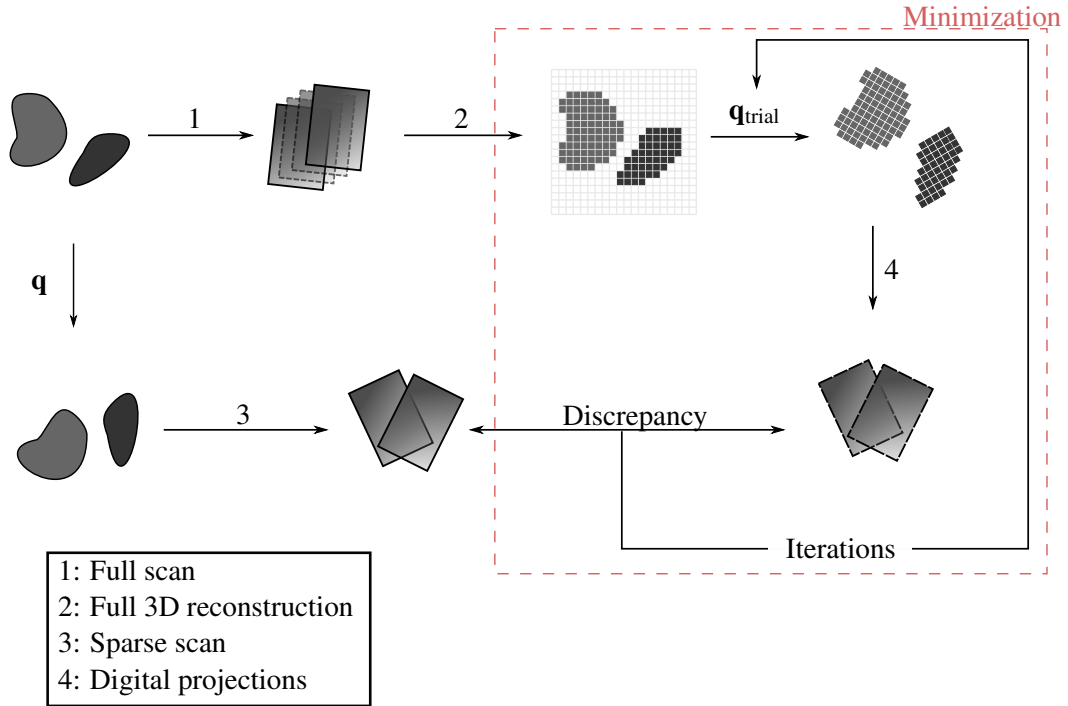 Minimization
1
2
q_trial
q
4
3
Discrepancy
Iterations
1: Full scan
2: Full 3D reconstruction
3: Sparse scan
4: Digital projections